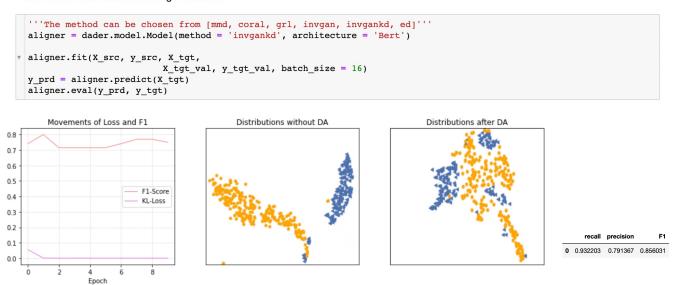 '''The method can be chosen from [mmd, coral, grl, invgan, invgankd, ed]'''
aligner = dader.model.Model(method = 'invgankd', architecture = 'Bert')
aligner.fit(X_src, y_src, X_tgt,
X_tgt_val, y_tgt_val, batch_size = 16)
y_prd = aligner.predict(X_tgt)
aligner.eval(y_prd, y_tgt)
Movements of Loss and F1
0.8
0.7
0.6
0.5
0.4
0.3
0.2
0.1
0.0
F1-Score
KL-Loss
0 2 4 6 8
Epoch
Distributions without DA
Distributions after DA
recall precision F1
0 0.932203 0.791367 0.856031